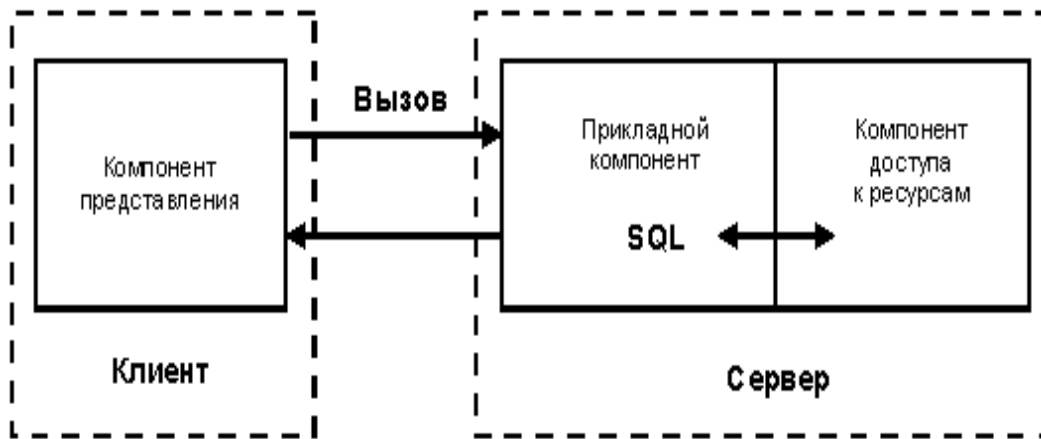 Компонент
представления
Клиент
Вызов
Прикладной
компонент
SQL
Компонент
доступа
к ресурсам
Сервер